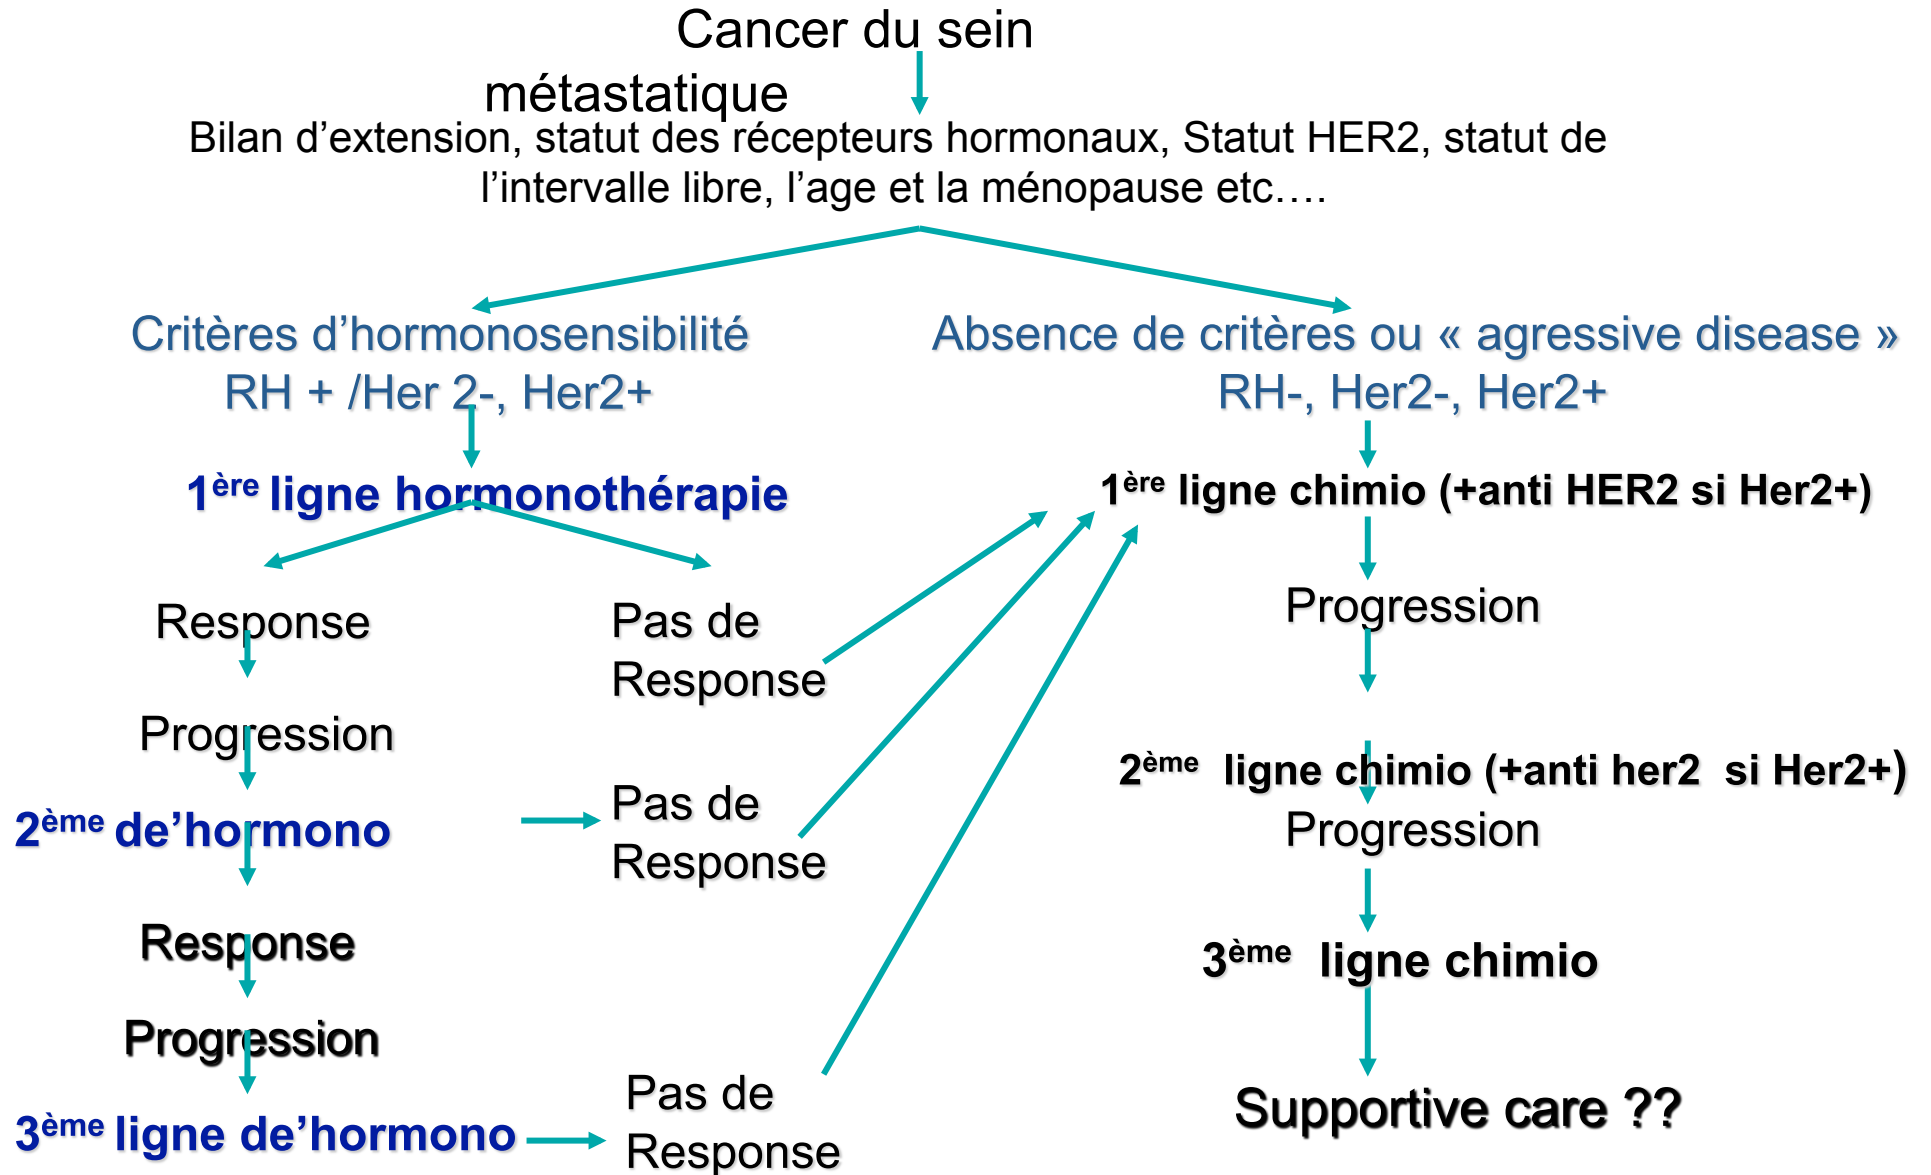 Cancer du sein
métastatique
Bilan d’extension, statut des récepteurs hormonaux, Statut HER2, statut de
l’intervalle libre, l’age et la ménopause etc….
Critères d’hormonosensibilité
RH + /Her 2-, Her2+
Absence de critères ou « agressive disease »
RH-, Her2-, Her2+
1ère ligne hormonothérapie
1ère ligne chimio (+anti HER2 si Her2+)
Response
Pas de
Response
Progression
Progression
2ème de’hormono
Pas de
Response
2ème ligne chimio (+anti her2 si Her2+)
Progression
Response
3ème ligne chimio
Progression
3ème ligne de’hormono
Pas de
Response
Supportive care ??